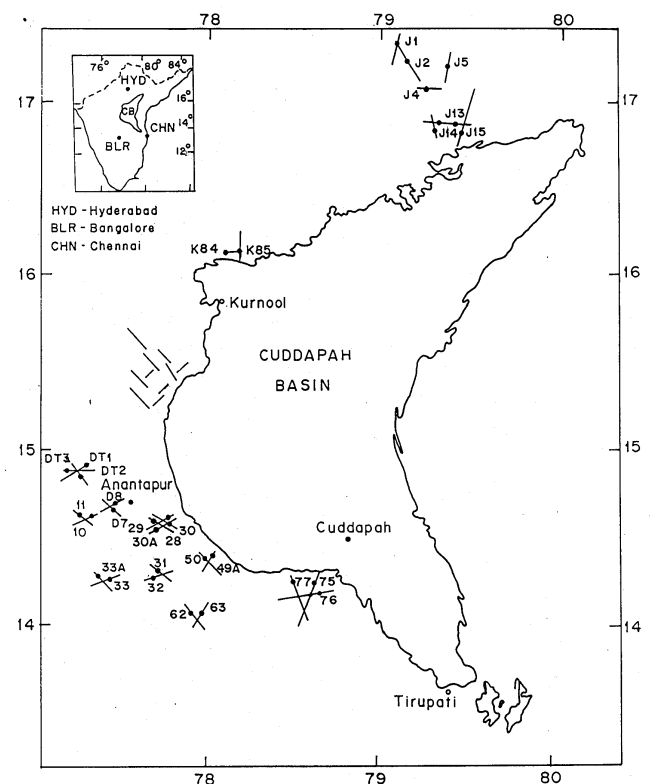 78 79 80
J1
J2 J5
J4
17 17
J13
J14 J15
76° 80° 84°
HYD
16°
CB
14°
CHN
BLR
12°
HYD - Hyderabad
BLR - Bangalore
CHN - Chennai
K84 K85
16 16
Kurnool
CUDDAPAH
BASIN
15 15
DT3 DT1
DT2
Anantapur
D8
11 D7 29 30
10 30A 28
Cuddapah
50 49A
33A 31
33 32
77 75
76
62 63
14 14
Tirupati
78 79 80